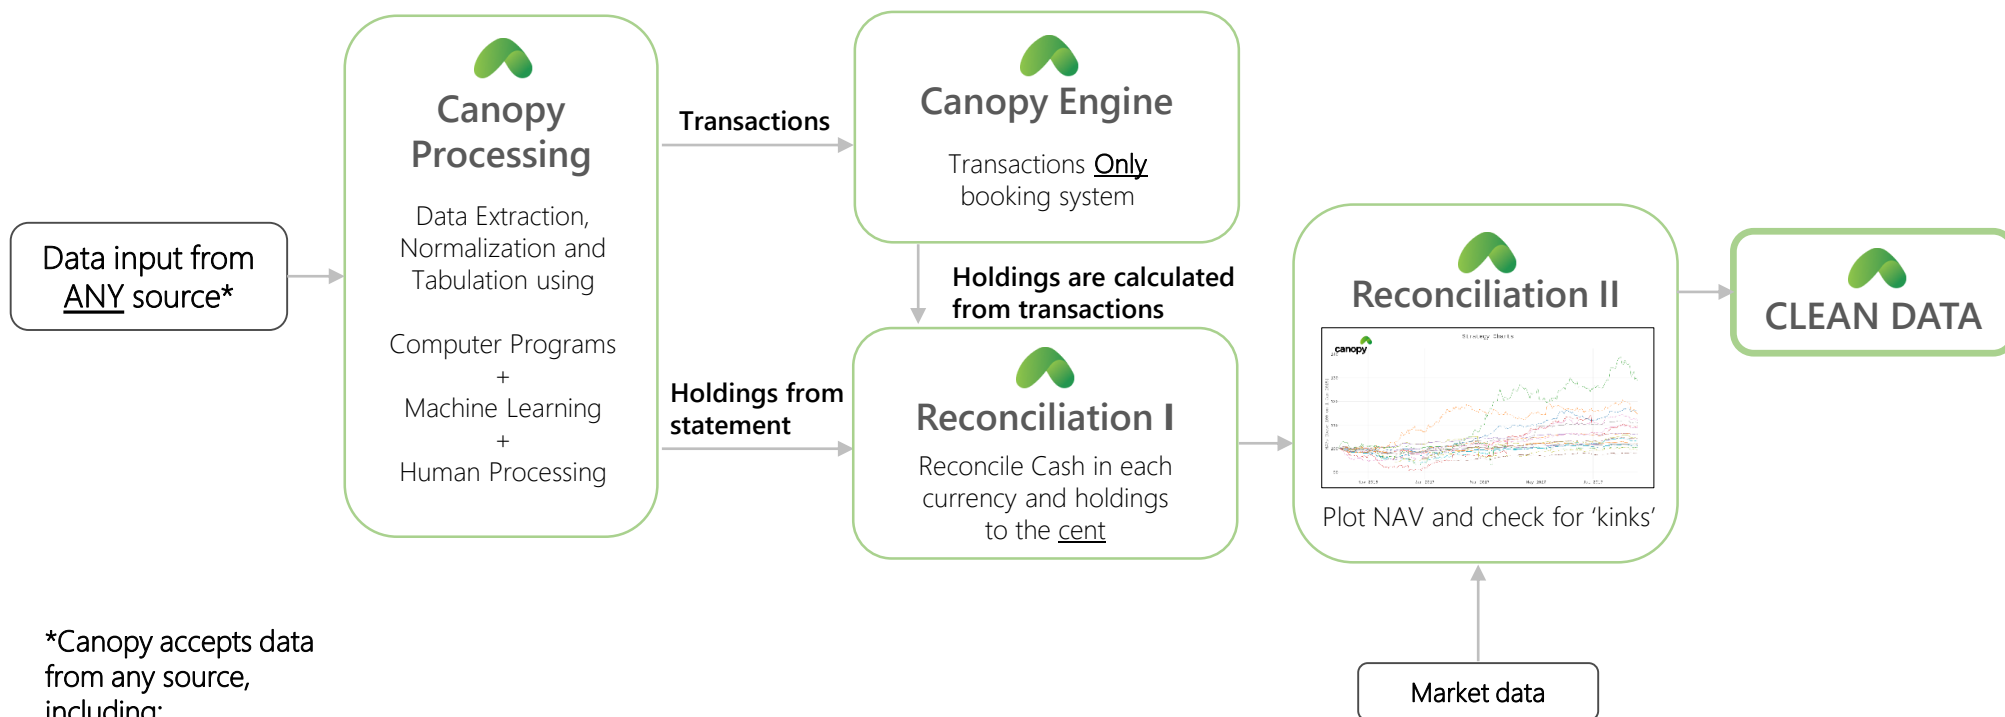 Data input from
ANY source*
Canopy
Processing
Data Extraction,
Normalization and
Tabulation using
Computer Programs
+
Machine Learning
+
Human Processing
Transactions
Holdings from
statement
Canopy Engine
Transactions Only
booking system
Holdings are calculated
from transactions
Reconciliation I
Reconcile Cash in each
currency and holdings
to the cent
Reconciliation II
Strategy Charts
canopy
Plot NAV and check for ‘kinks’
Market data
CLEAN DATA
*Canopy accepts data
from any source,
including: